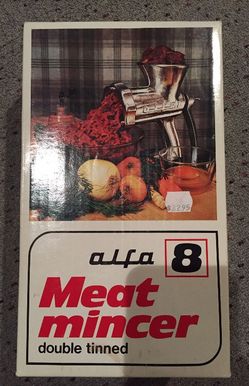 alfa 8
Meat
mincer
double tinned